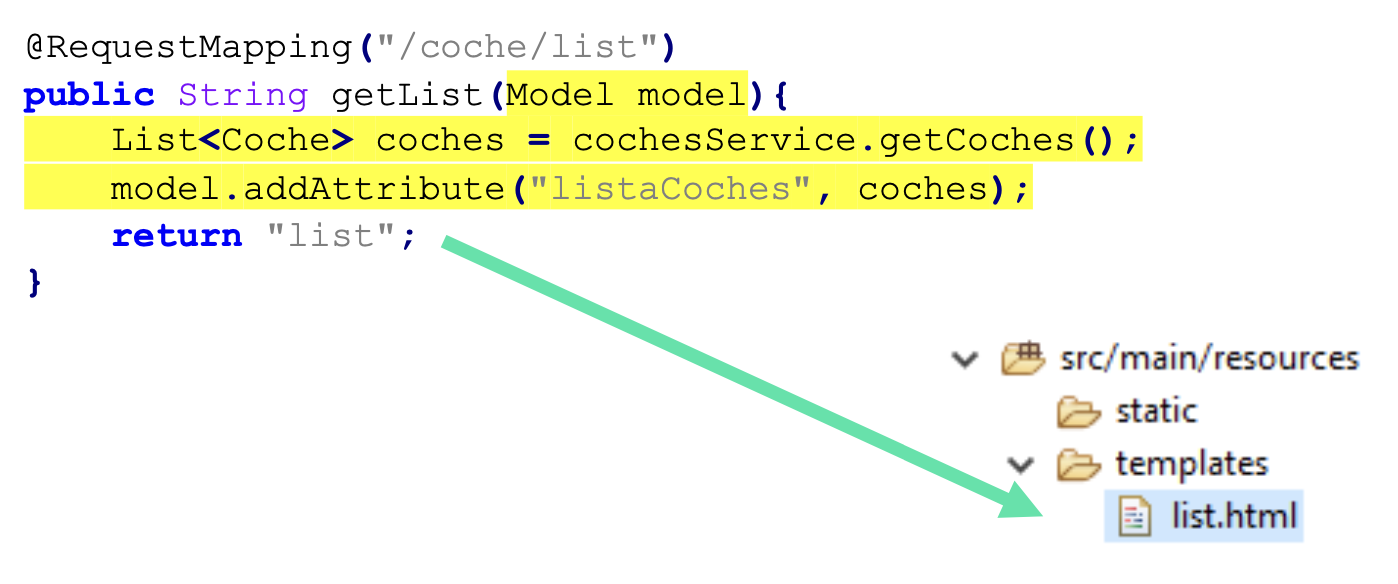 @RequestMapping("/coche/list")
public String getList(Model model){
    List<Coche> coches = cochesService.getCoches();
    model.addAttribute("listaCoches", coches);
    return "list";
}
src/main/resources
static
templates
list.html